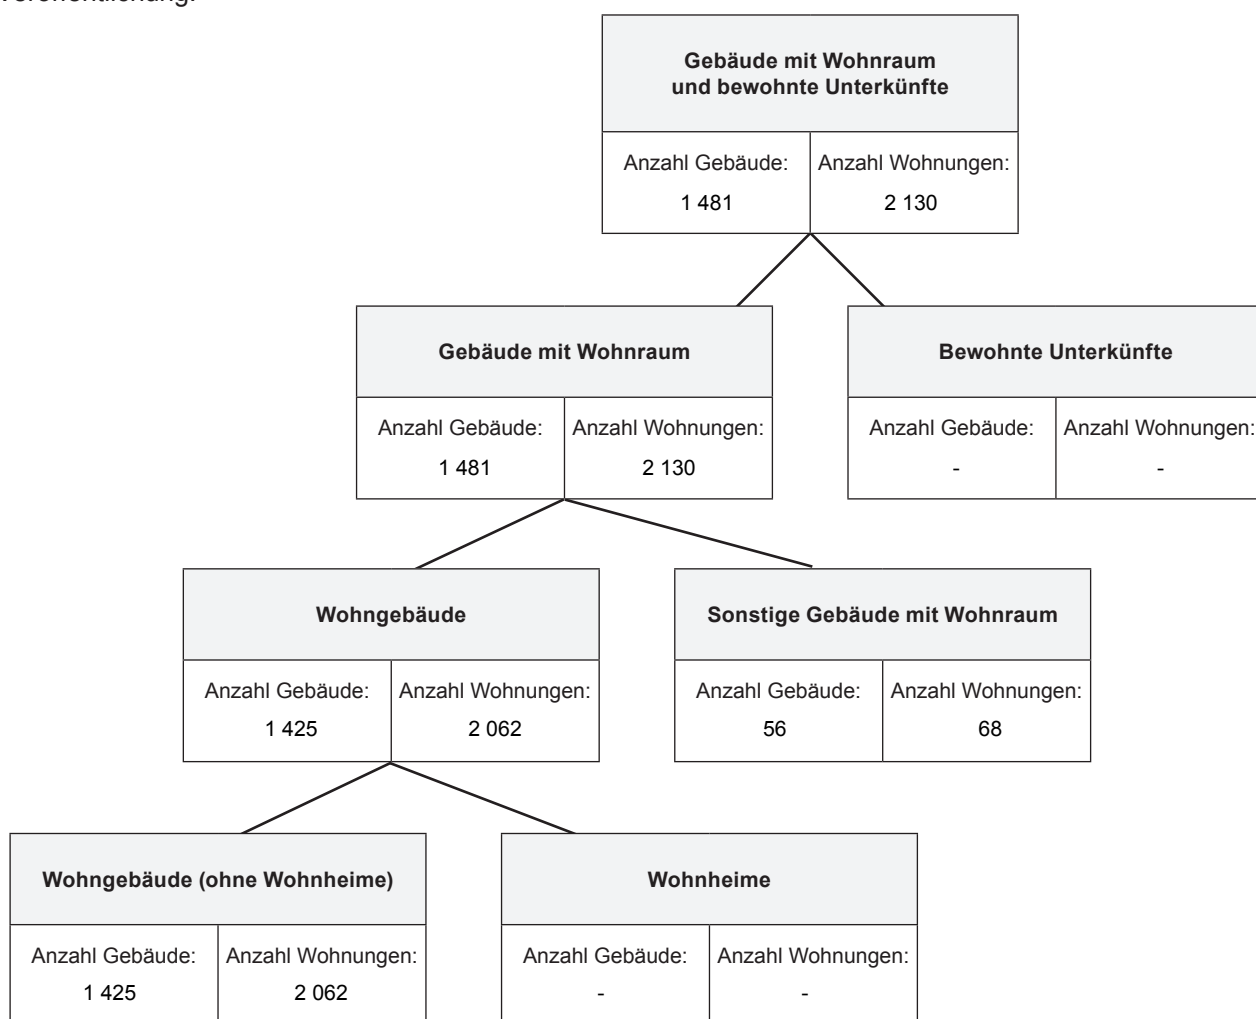 Veröffentlichung.
Gebäude mit Wohnraum
und bewohnte Unterkünfte
Anzahl Gebäude: Anzahl Wohnungen:
1 481 2 130
Gebäude mit Wohnraum Bewohnte Unterkünfte
Anzahl Gebäude: Anzahl Wohnungen: Anzahl Gebäude: Anzahl Wohnungen:
1 481 2 130 - -
Wohngebäude Sonstige Gebäude mit Wohnraum
Anzahl Gebäude: Anzahl Wohnungen: Anzahl Gebäude: Anzahl Wohnungen:
1 425 2 062 56 68
Wohngebäude (ohne Wohnheime) Wohnheime
Anzahl Gebäude: Anzahl Wohnungen: Anzahl Gebäude: Anzahl Wohnungen:
1 425 2 062 - -